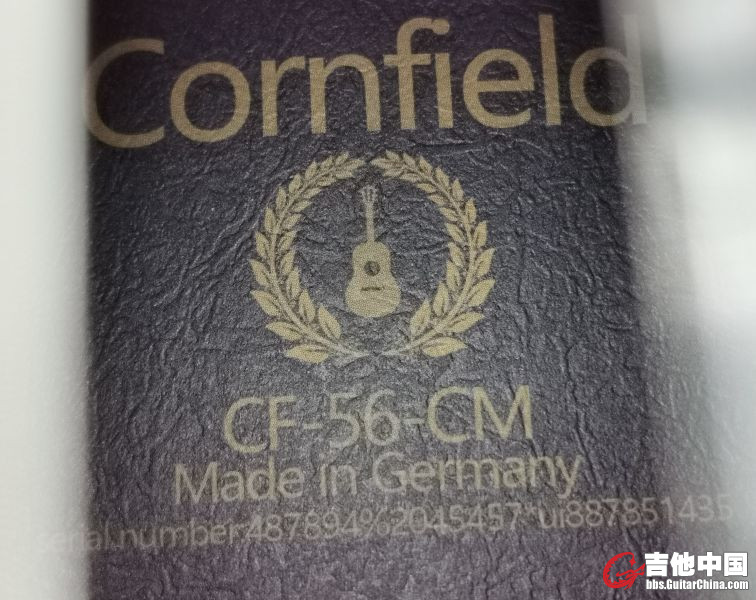 Cornfield
CF-56-CM
Made in Germany
serial.number487894%2045457*ui887851435
吉他中国
bbs.GuitarChina.com